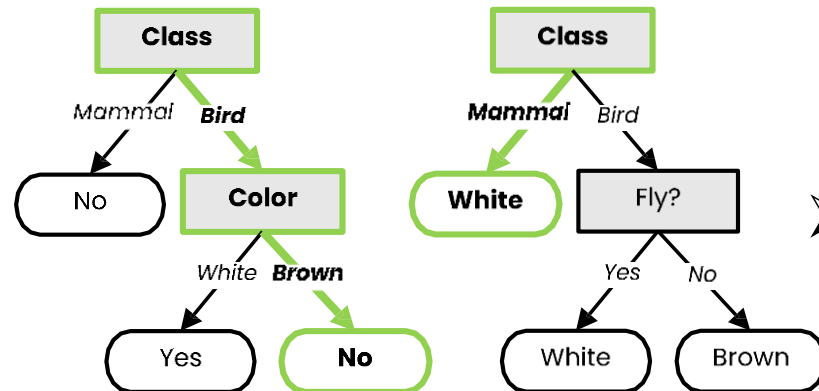 Class
Mammal
Bird
No
Color
White
Brown
Yes
No
Class
Mammal
Bird
White
Fly?
Yes
No
White
Brown